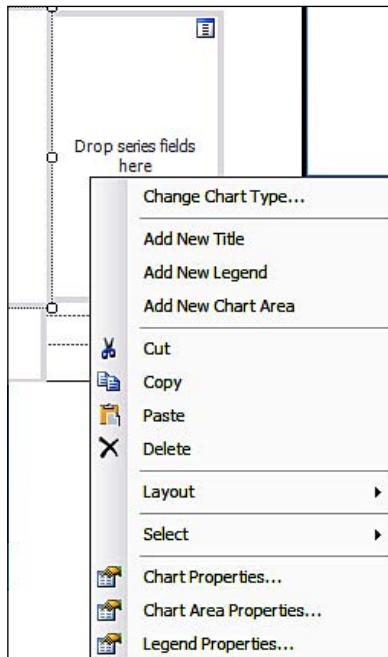 Drop series fields
here
Change Chart Type...
Add New Title
Add New Legend
Add New Chart Area
Cut
Copy
Paste
Delete
Layout
Select
Chart Properties...
Chart Area Properties...
Legend Properties...